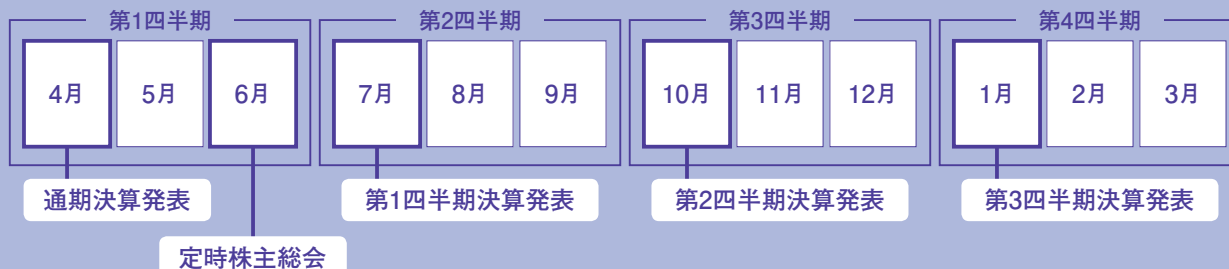 第1四半期
第2四半期
第3四半期
第4四半期
4月
5月
6月
7月
8月
9月
10月
11月
12月
1月
2月
3月
通期決算発表
第1四半期決算発表
第2四半期決算発表
第3四半期決算発表
定時株主総会